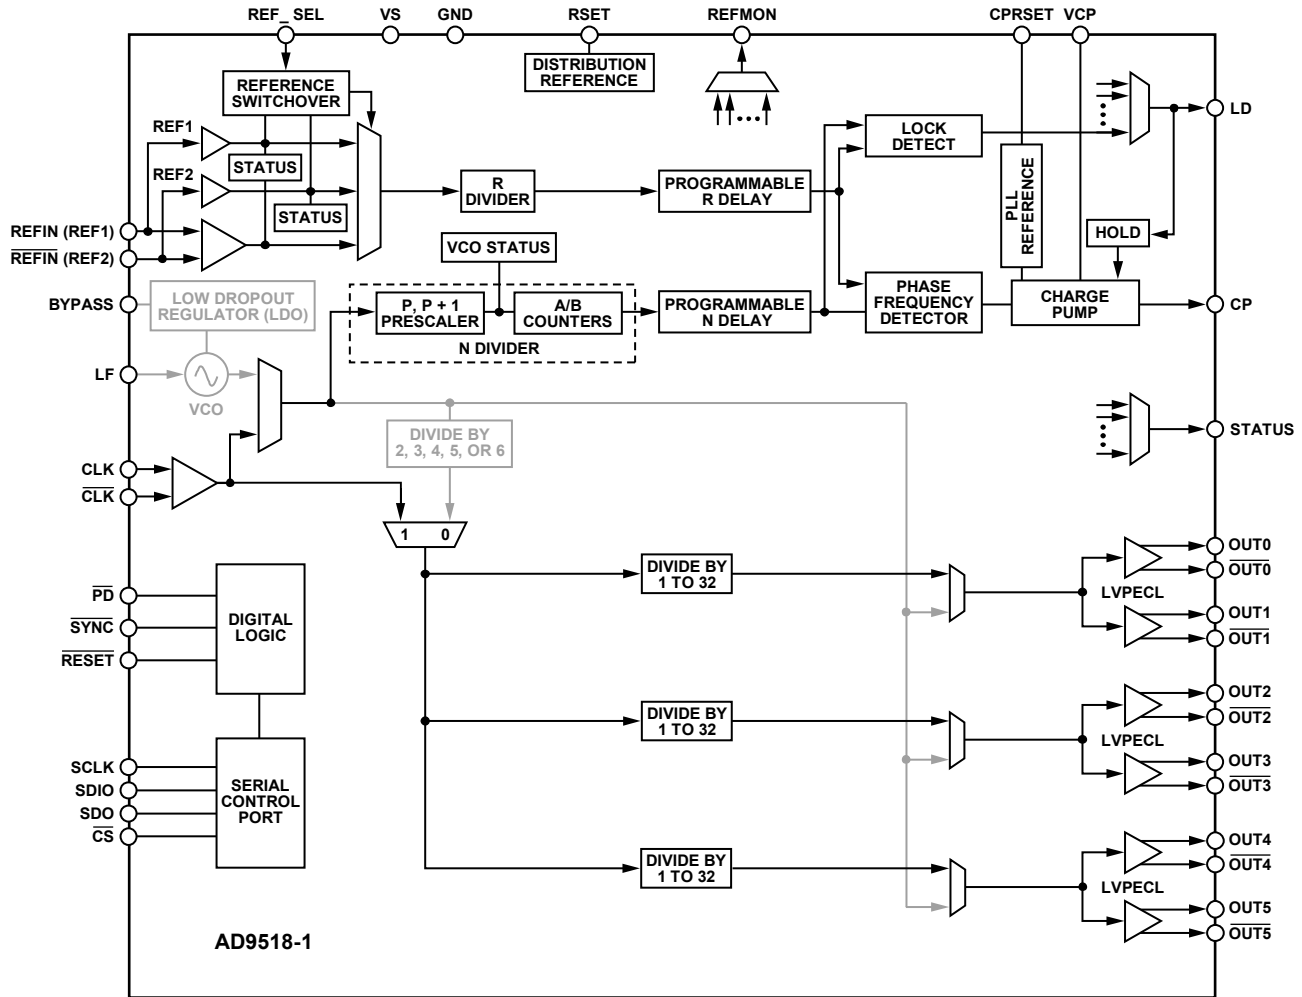 REF_SEL
VS
GND
RSET
REFMON
CPRSET
VCP
DISTRIBUTION
REFERENCE
REFERENCE
SWITCHOVER
REF1
STATUS
REF2
STATUS
R
DIVIDER
PROGRAMMABLE
R DELAY
LOCK
DETECT
LD
PLL
REFERENCE
HOLD
REFIN (REF1)
REFIN (REF2)
VCO STATUS
BYPASS
LOW DROPOUT
REGULATOR (LDO)
P, P + 1
PRESCALER
A/B
COUNTERS
N DIVIDER
PROGRAMMABLE
N DELAY
PHASE
FREQUENCY
DETECTOR
CHARGE
PUMP
CP
LF
VCO
DIVIDE BY
2, 3, 4, 5, OR 6
STATUS
CLK
CLK
1 0
PD
SYNC
RESET
DIGITAL
LOGIC
DIVIDE BY
1 TO 32
LVPECL
OUT0
OUT0
OUT1
OUT1
DIVIDE BY
1 TO 32
LVPECL
OUT2
OUT2
OUT3
OUT3
SCLK
SDIO
SDO
CS
SERIAL
CONTROL
PORT
DIVIDE BY
1 TO 32
LVPECL
OUT4
OUT4
OUT5
OUT5
AD9518-1